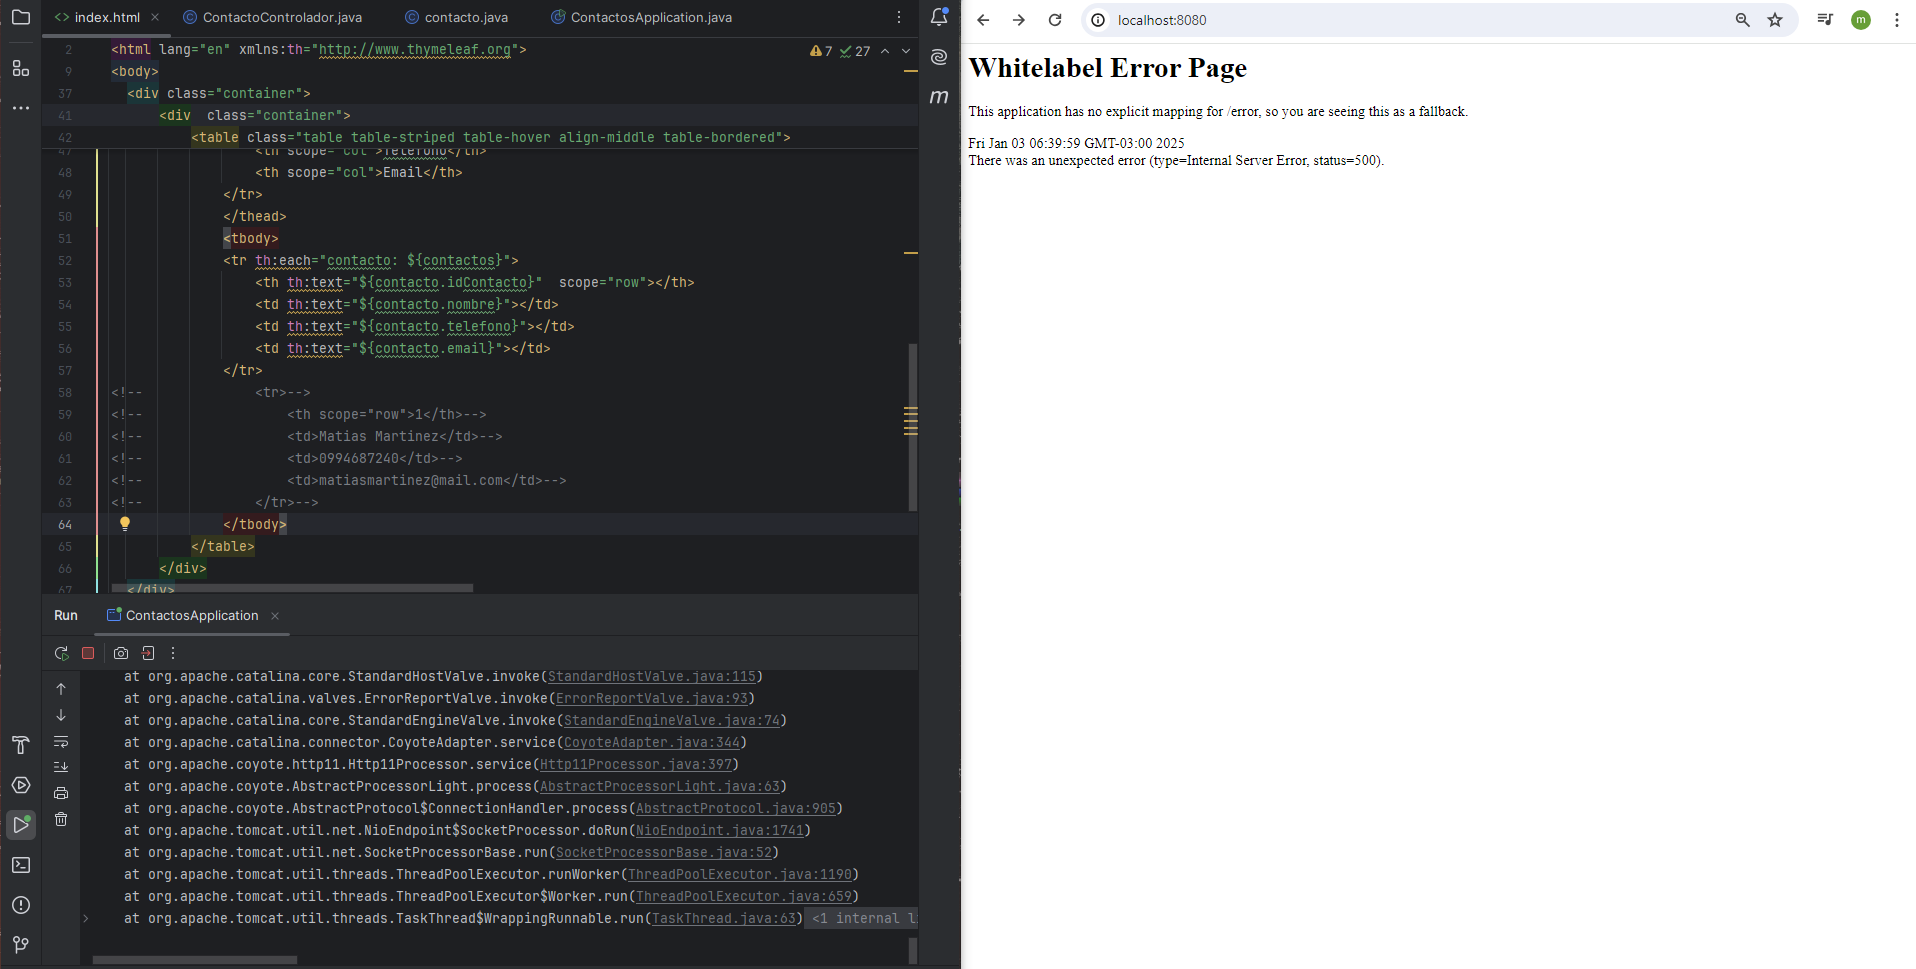 index.html
ContactoControlador.java
contacto.java
ContactosApplication.java
7 27
2 <html lang="en" xmlns:th="http://www.thymeleaf.org">
9 <body>
37 <div class="container">
41 <div  class="container">
42 <table class="table table-striped table-hover align-middle table-bordered">
47 <th scope="col">Telefono</th>
48 <th scope="col">Email</th>
49 </tr>
50 </thead>
51 <tbody>
52 <tr th:each="contacto: ${contactos}">
53 <th th:text="${contacto.idContacto}"  scope="row"></th>
54 <td th:text="${contacto.nombre}"></td>
55 <td th:text="${contacto.telefono}"></td>
56 <td th:text="${contacto.email}"></td>
57 </tr>
58 <!--              <tr>-->
59 <!--                  <th scope="row">1</th>-->
60 <!--                  <td>Matias Martinez</td>-->
61 <!--                  <td>0994687240</td>-->
62 <!--                  <td>matiasmartinez@mail.com</td>-->
63 <!--              </tr>-->
64 </tbody>
65 </table>
66 </div>
67 </div>
Run ContactosApplication
at org.apache.catalina.core.StandardHostValve.invoke(StandardHostValve.java:115)
at org.apache.catalina.valves.ErrorReportValve.invoke(ErrorReportValve.java:93)
at org.apache.catalina.core.StandardEngineValve.invoke(StandardEngineValve.java:74)
at org.apache.catalina.connector.CoyoteAdapter.service(CoyoteAdapter.java:344)
at org.apache.coyote.http11.Http11Processor.service(Http11Processor.java:397)
at org.apache.coyote.AbstractProcessorLight.process(AbstractProcessorLight.java:63)
at org.apache.coyote.AbstractProtocol$ConnectionHandler.process(AbstractProtocol.java:905)
at org.apache.tomcat.util.net.NioEndpoint$SocketProcessor.doRun(NioEndpoint.java:1741)
at org.apache.tomcat.util.net.SocketProcessorBase.run(SocketProcessorBase.java:52)
at org.apache.tomcat.util.threads.ThreadPoolExecutor.runWorker(ThreadPoolExecutor.java:1190)
at org.apache.tomcat.util.threads.ThreadPoolExecutor$Worker.run(ThreadPoolExecutor.java:659)
at org.apache.tomcat.util.threads.TaskThread$WrappingRunnable.run(TaskThread.java:63) <1 internal l
m
localhost:8080
m
Whitelabel Error Page
This application has no explicit mapping for /error, so you are seeing this as a fallback.
Fri Jan 03 06:39:59 GMT-03:00 2025
There was an unexpected error (type=Internal Server Error, status=500).